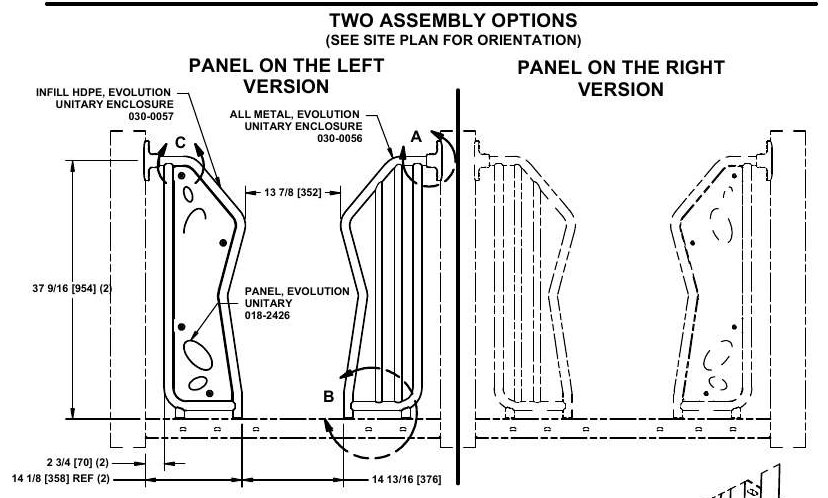 TWO ASSEMBLY OPTIONS
(SEE SITE PLAN FOR ORIENTATION)
PANEL ON THE LEFT
VERSION
PANEL ON THE RIGHT
VERSION
INFILL HDPE, EVOLUTION
UNITARY ENCLOSURE
030-0057
ALL METAL, EVOLUTION
UNITARY ENCLOSURE
030-0056
C
A
13 7/8 [352]
37 9/16 [954] (2)
PANEL, EVOLUTION
UNITARY
018-2426
B
2 3/4 [70] (2)
14 1/8 [358] REF (2)
14 13/16 [376]